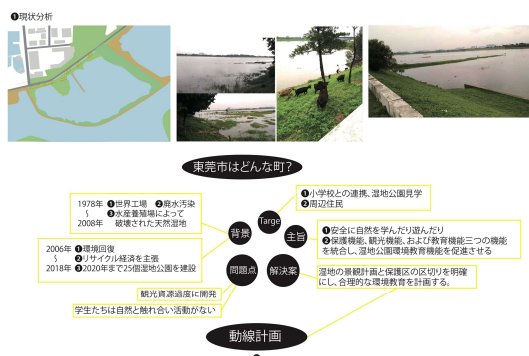 ❶現状分析
東莞市はどんな町?
❶小学校との連携、湿地公園見学
❷周辺住民
Targe
1978年 ❶世界工場 ❷廃水汚染
~ ❸水産養殖場によって
2008年 破壊された天然湿地
背景
主旨
❶安全に自然を学んだり遊んだり
❷保護機能、観光機能、および教育機能三つの機能
を統合し、湿地公園環境教育機能を促進させる
2006年 ❶環境回復
~ ❷リサイクル経済を主張
2018年 ❸2020年まで25個湿地公園を建設
問題点
解決案
湿地の景観計画と保護区の区切りを明確
にし、合理的な環境教育を計画する。
観光資源過度に開発
学生たちは自然と触れ合い活動がない
動線計画